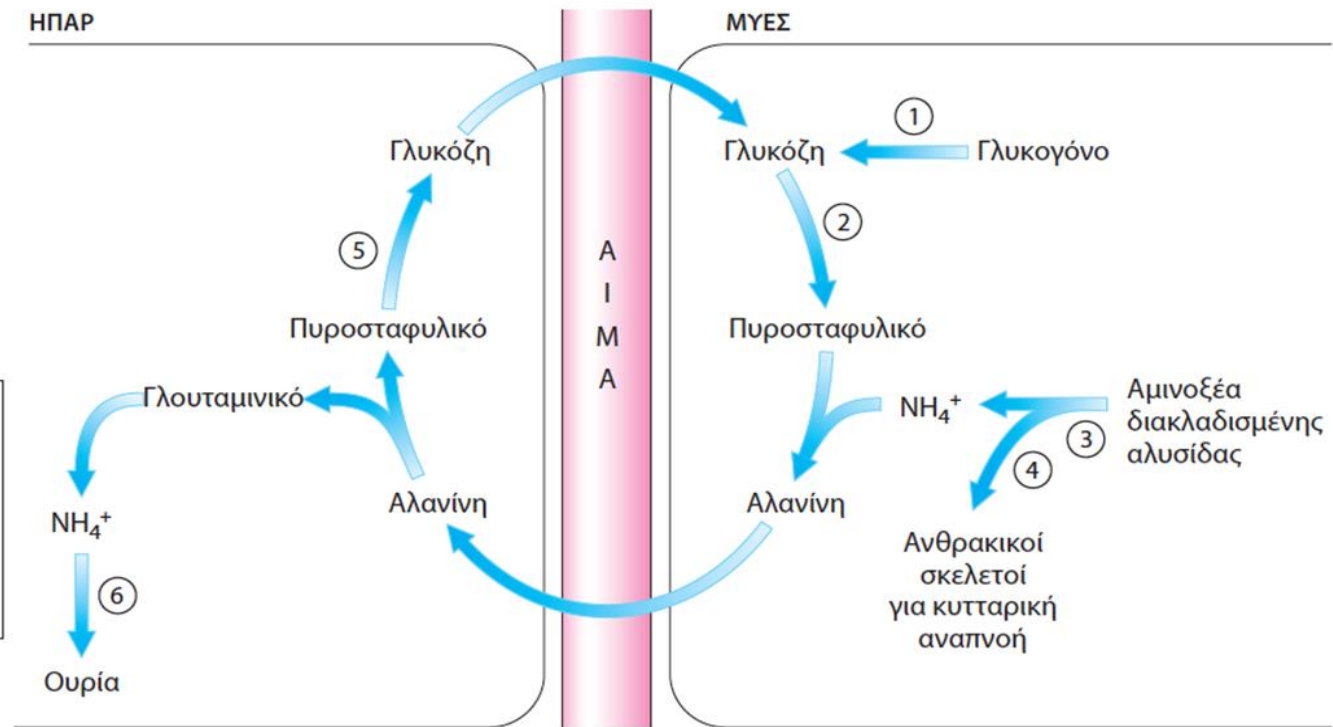 ΗΠΑΡ
ΜΥΕΣ
Γλυκόζη
Γλυκόζη
1
Γλυκογόνο
5
2
Α
Ι
Μ
Α
Πυροσταφυλικό
Πυροσταφυλικό
Γλουταμινικό
NH₄⁺
Αμινοξέα
διακλαδισμένης
αλυσίδας
3
4
Αλανίνη
Αλανίνη
NH₄⁺
Ανθρακικοί
σκελετοί
για κυτταρική
αναπνοή
6
Ουρία